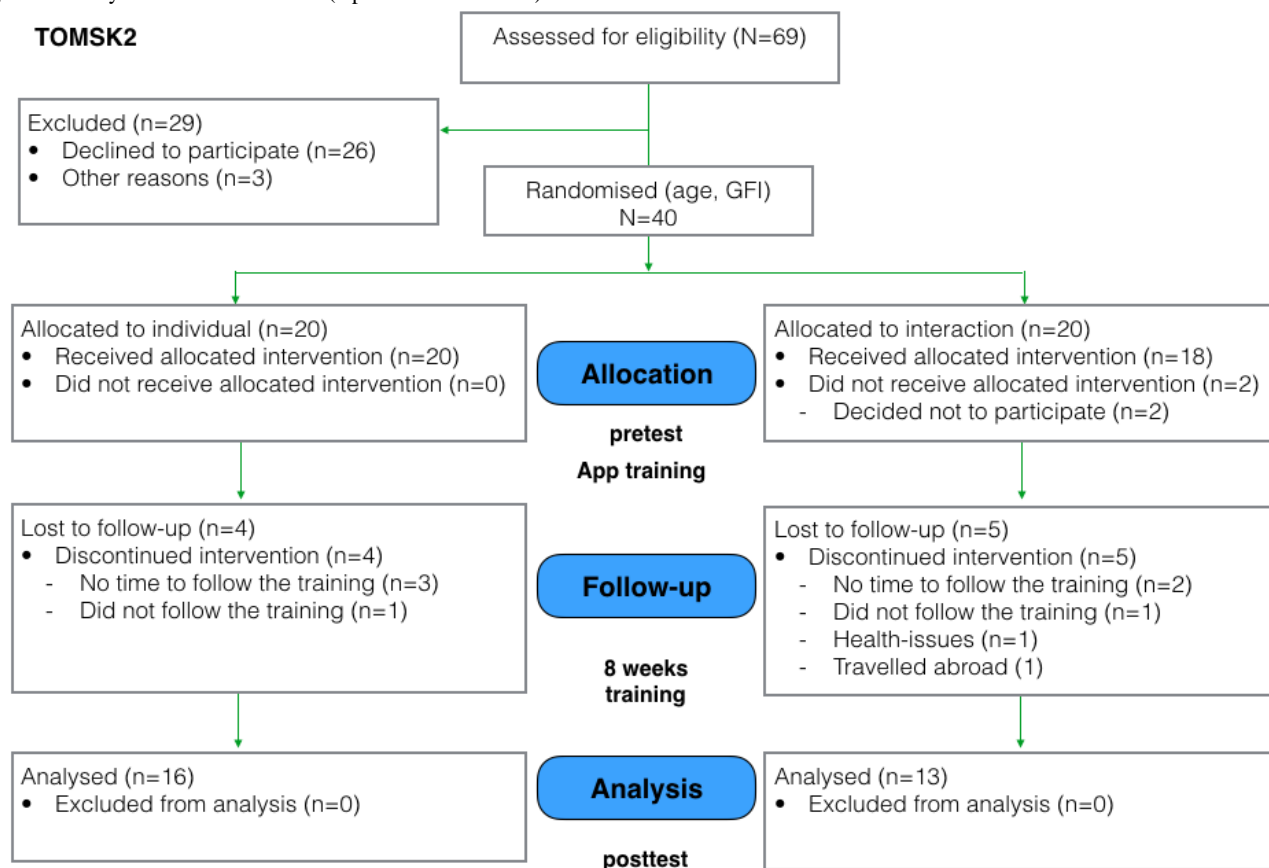 TOMSK2
Assessed for eligibility (N=69)
Excluded (n=29)
• Declined to participate (n=26)
• Other reasons (n=3)
Randomised (age, GFI)
N=40
Allocated to individual (n=20)
• Received allocated intervention (n=20)
• Did not receive allocated intervention (n=0)
Allocation
pretest
App training
Allocated to interaction (n=20)
• Received allocated intervention (n=18)
• Did not receive allocated intervention (n=2)
- Decided not to participate (n=2)
Lost to follow-up (n=4)
• Discontinued intervention (n=4)
- No time to follow the training (n=3)
- Did not follow the training (n=1)
Follow-up
8 weeks
training
Lost to follow-up (n=5)
• Discontinued intervention (n=5)
- No time to follow the training (n=2)
- Did not follow the training (n=1)
- Health-issues (n=1)
- Travelled abroad (1)
Analysed (n=16)
• Excluded from analysis (n=0)
Analysis
posttest
Analysed (n=13)
• Excluded from analysis (n=0)